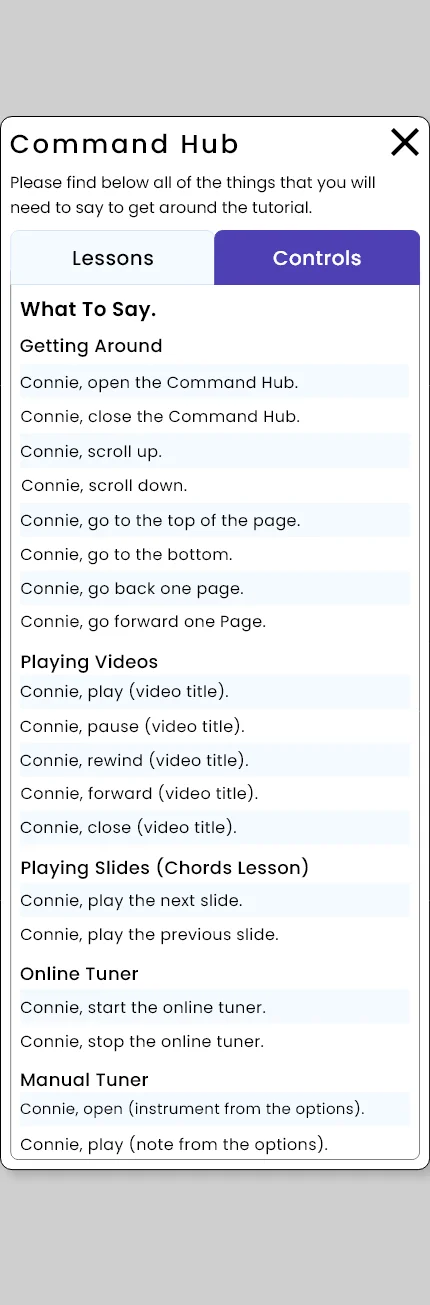 Command Hub
Please find below all of the things that you will
need to say to get around the tutorial.
Lessons
Controls
What To Say.
Getting Around
Connie, open the Command Hub.
Connie, close the Command Hub.
Connie, scroll up.
Connie, scroll down.
Connie, go to the top of the page.
Connie, go to the bottom.
Connie, go back one page.
Connie, go forward one Page.
Playing Videos
Connie, play (video title).
Connie, pause (video title).
Connie, rewind (video title).
Connie, forward (video title).
Connie, close (video title).
Playing Slides (Chords Lesson)
Connie, play the next slide.
Connie, play the previous slide.
Online Tuner
Connie, start the online tuner.
Connie, stop the online tuner.
Manual Tuner
Connie, open (instrument from the options).
Connie, play (note from the options).